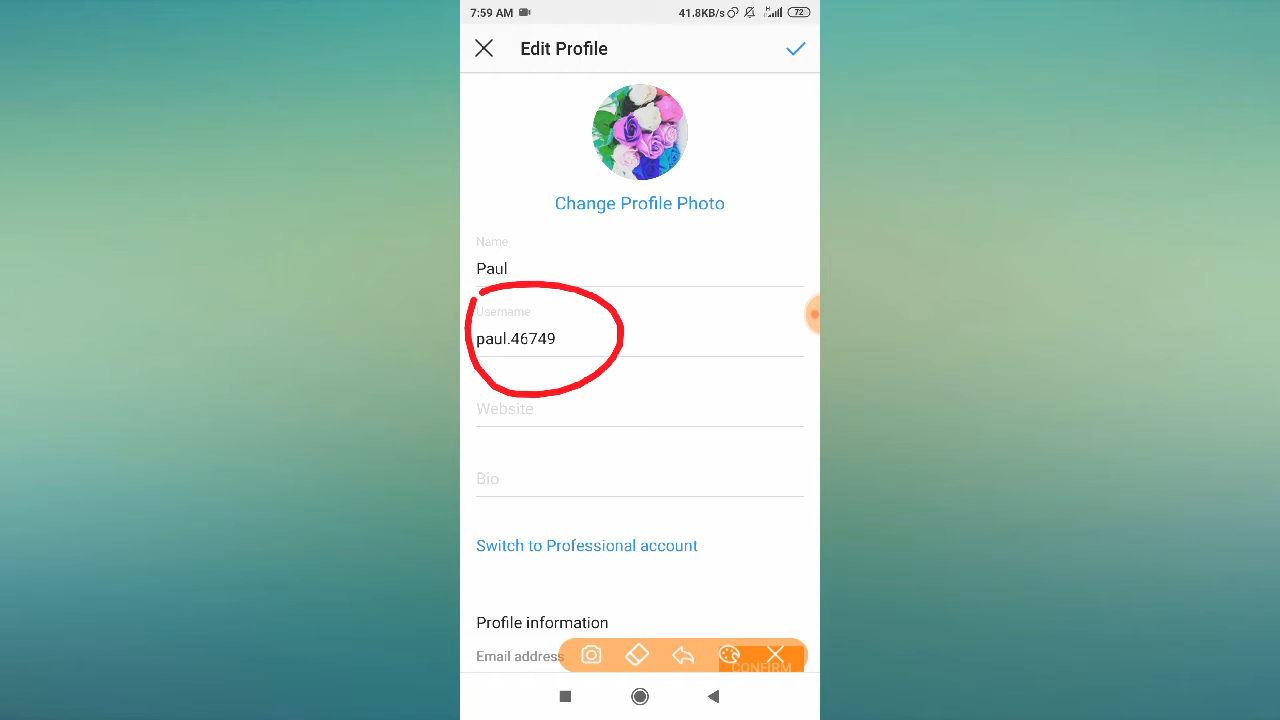 7:59 AM 41.8KB/s H 72
Edit Profile
Change Profile Photo
Name
Paul
Username
paul.46749
Website
Bio
Switch to Professional account
Profile information
Email address
CONFIRM